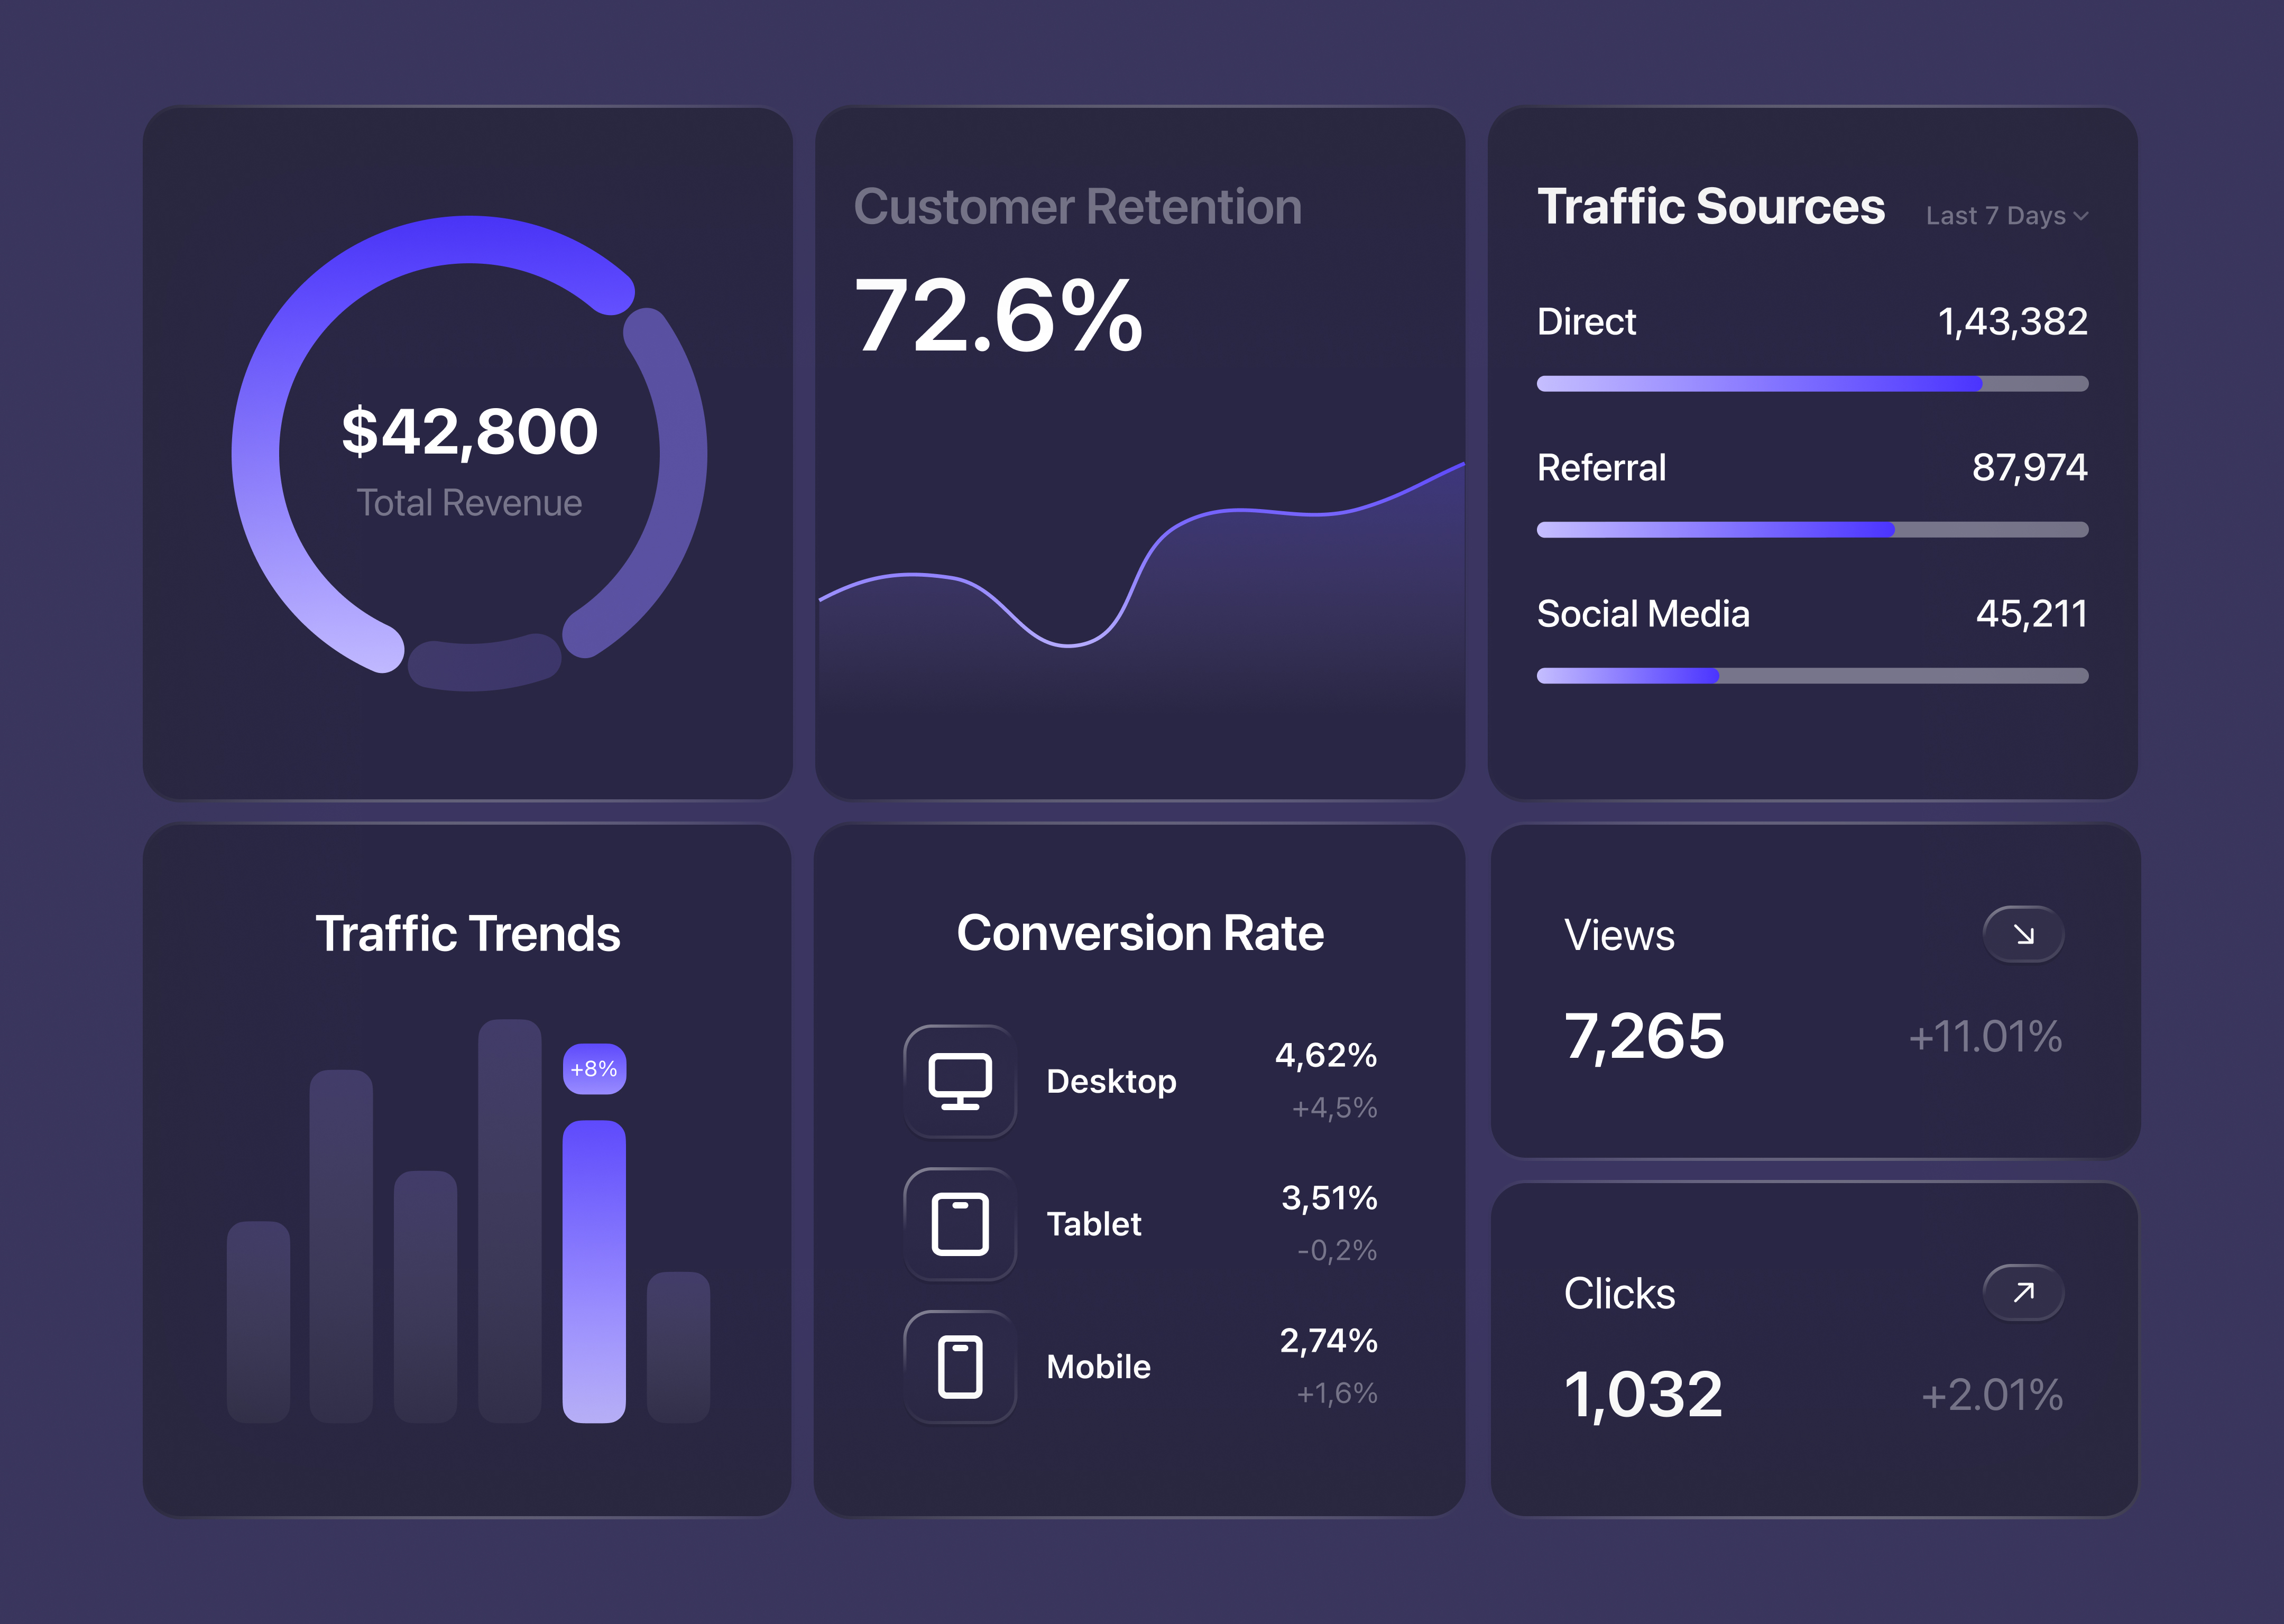 $42,800
Total Revenue
Customer Retention
72.6%
Traffic Sources
Last 7 Days
Direct
1,43,382
Referral
87,974
Social Media
45,211
Traffic Trends
+8%
Conversion Rate
Desktop
4,62%
+4,5%
Tablet
3,51%
-0,2%
Mobile
2,74%
+1,6%
Views
7,265
+11.01%
Clicks
1,032
+2.01%